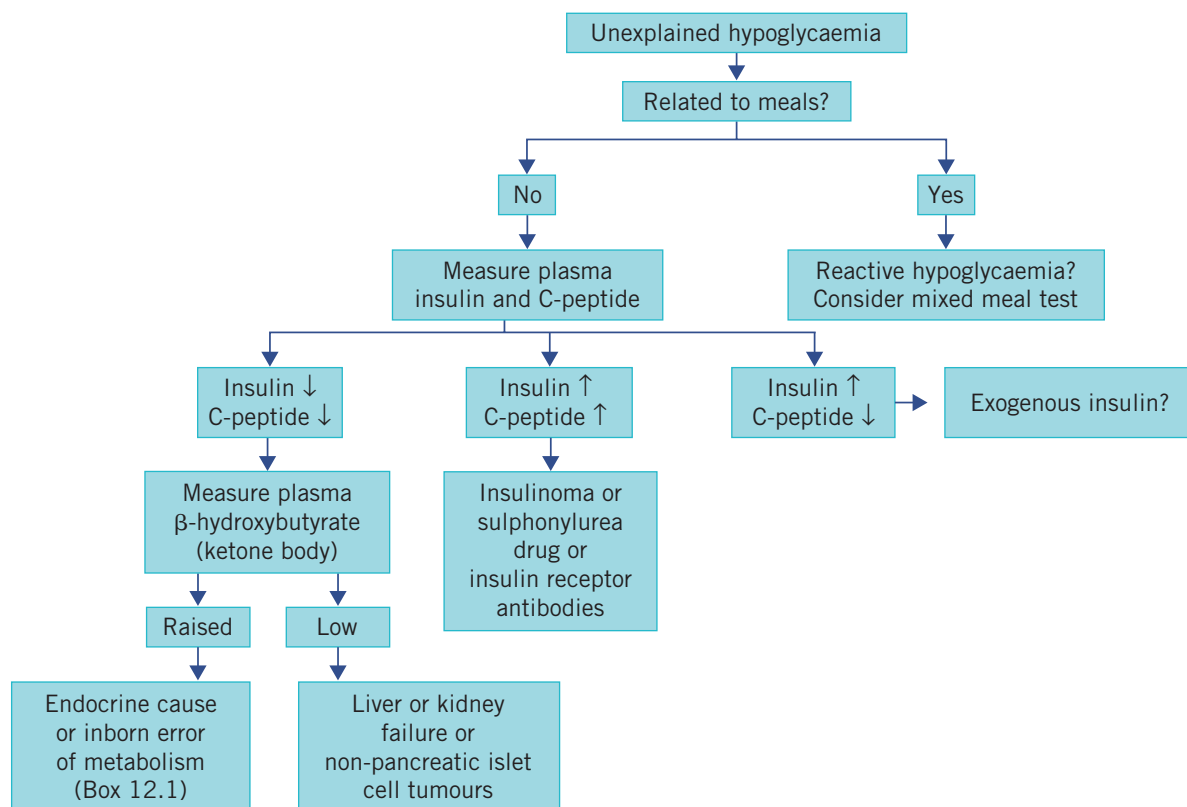 Unexplained hypoglycaemia
Related to meals?
No
Yes
Measure plasma
insulin and C-peptide
Reactive hypoglycaemia?
Consider mixed meal test
Insulin ↓
C-peptide ↓
Insulin ↑
C-peptide ↑
Insulin ↑
C-peptide ↓
Exogenous insulin?
Measure plasma
β-hydroxybutyrate
(ketone body)
Insulinoma or
sulphonylurea
drug or
insulin receptor
antibodies
Raised
Low
Endocrine cause
or inborn error
of metabolism
(Box 12.1)
Liver or kidney
failure or
non-pancreatic islet
cell tumours